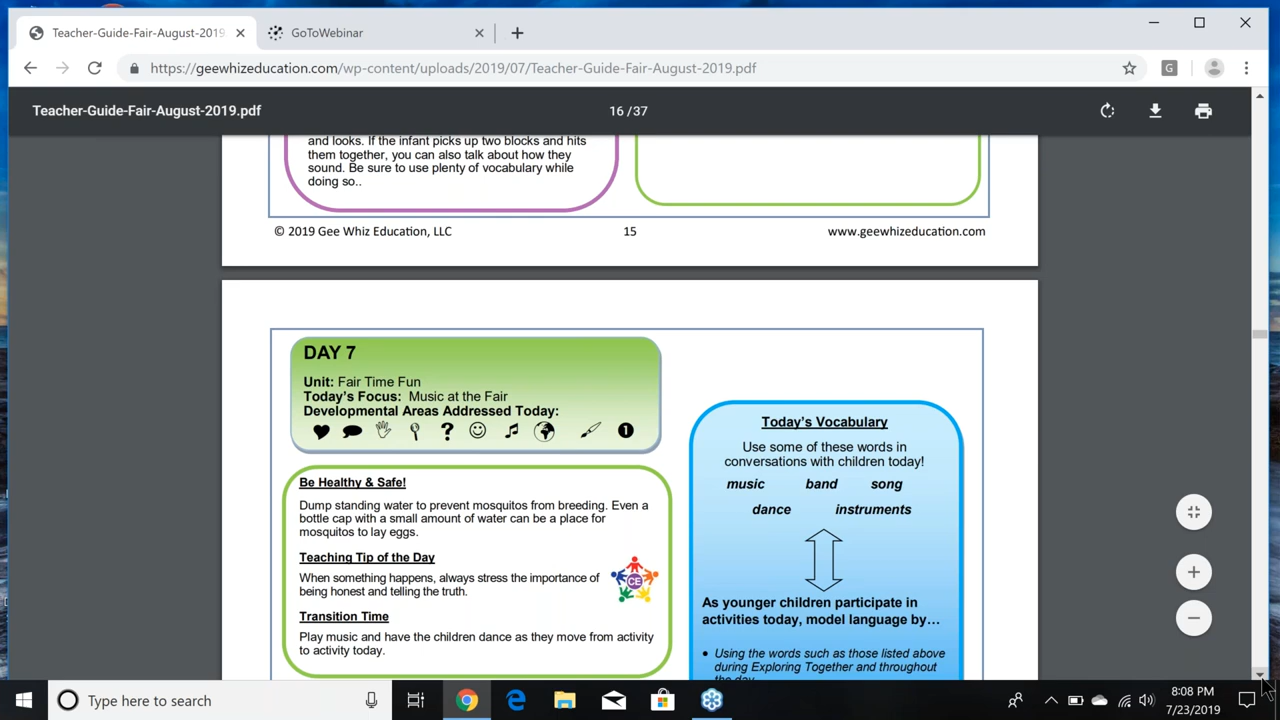 Teacher-Guide-Fair-August-2019
GoToWebinar
https://geewhizeducation.com/wp-content/uploads/2019/07/Teacher-Guide-Fair-August-2019.pdf
G
Teacher-Guide-Fair-August-2019.pdf
16 / 37
and looks. If the infant picks up two blocks and hits
them together, you can also talk about how they
sound. Be sure to use plenty of vocabulary while
doing so..
© 2019 Gee Whiz Education, LLC
15
www.geewhizeducation.com
DAY 7
Unit: Fair Time Fun
Today's Focus: Music at the Fair
Developmental Areas Addressed Today:
?
1
Be Healthy & Safe!
Dump standing water to prevent mosquitos from breeding. Even a
bottle cap with a small amount of water can be a place for
mosquitos to lay eggs.
Teaching Tip of the Day
When something happens, always stress the importance of
being honest and telling the truth.
CE
Transition Time
Play music and have the children dance as they move from activity
to activity today.
Today's Vocabulary
Use some of these words in
conversations with children today!
music band song
dance instruments
As younger children participate in
activities today, model language by…
• Using the words such as those listed above
during Exploring Together and throughout
the day
Type here to search
8:08 PM
7/23/2019